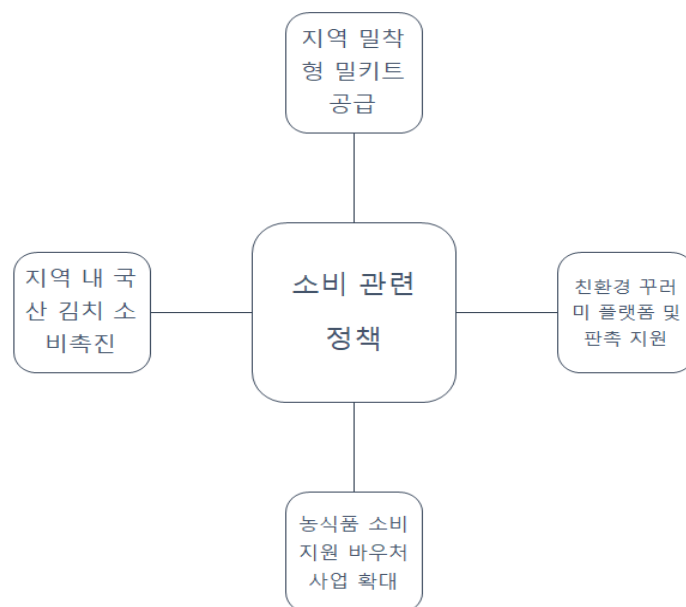 지역 밀착
형 밀키트
공급
지역 내 국
산 김치 소
비촉진
소비 관련
정책
친환경 꾸러
미 플랫폼 및
판촉 지원
농식품 소비
지원 바우처
사업 확대